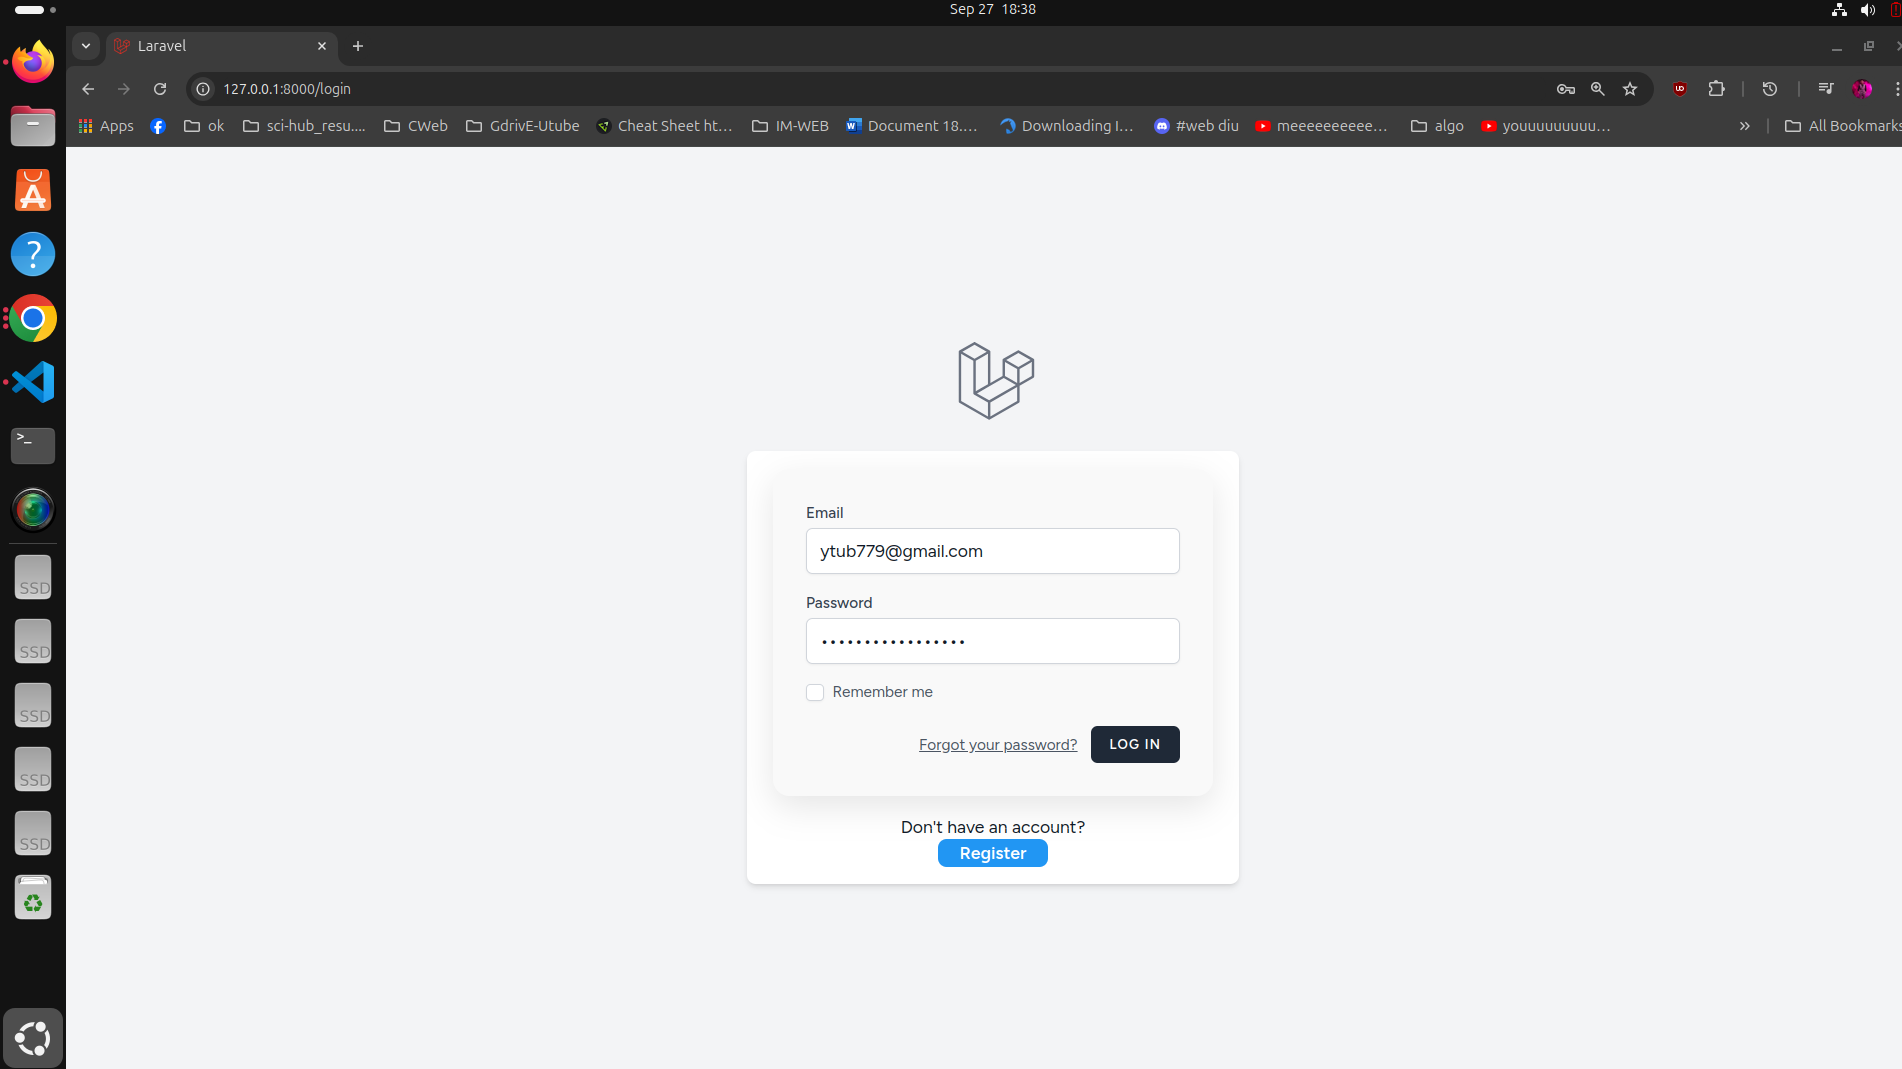 Sep 27 18:38
Laravel
127.0.0.1:8000/login
Apps
ok
sci-hub_resu....
CWeb
GdrivE-Utube
Cheat Sheet ht...
IM-WEB
Document 18....
Downloading I...
#web diu
meeeeeeeeee...
algo
youuuuuuuuu...
All Bookmarks
Email
ytub779@gmail.com
Password
Remember me
Forgot your password?
LOG IN
Don't have an account?
Register
SSD
SSD
SSD
SSD
SSD